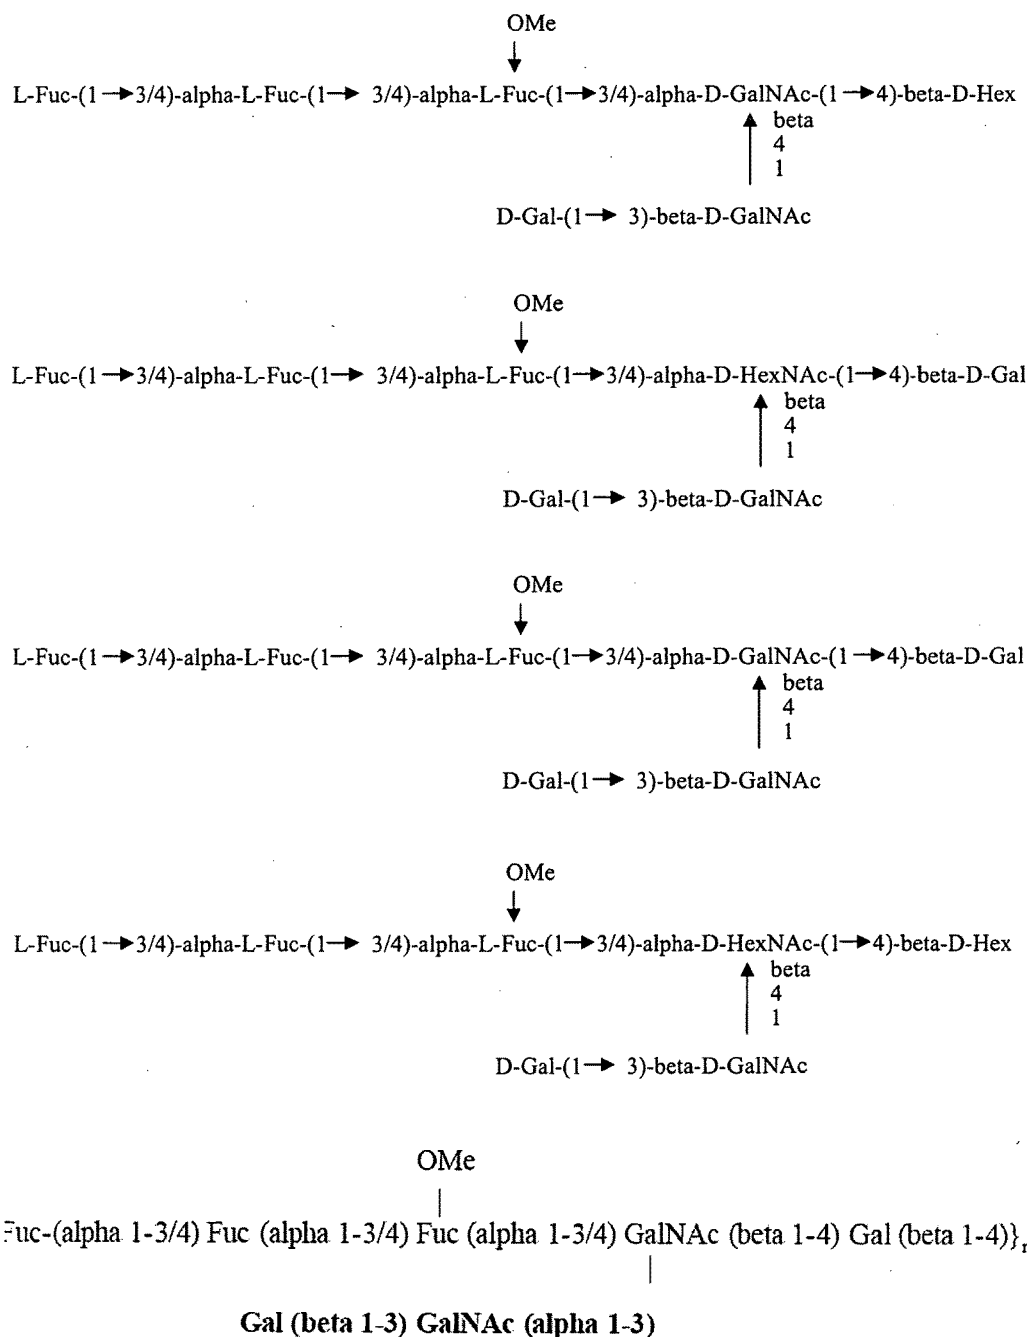 OMe
L-Fuc-(1→3/4)-alpha-L-Fuc-(1→ 3/4)-alpha-L-Fuc-(1→3/4)-alpha-D-GalNAc-(1→4)-beta-D-Hex
beta
4
1
D-Gal-(1→ 3)-beta-D-GalNAc
OMe
L-Fuc-(1→3/4)-alpha-L-Fuc-(1→ 3/4)-alpha-L-Fuc-(1→3/4)-alpha-D-HexNAc-(1→4)-beta-D-Gal
beta
4
1
D-Gal-(1→ 3)-beta-D-GalNAc
OMe
L-Fuc-(1→3/4)-alpha-L-Fuc-(1→ 3/4)-alpha-L-Fuc-(1→3/4)-alpha-D-GalNAc-(1→4)-beta-D-Gal
beta
4
1
D-Gal-(1→ 3)-beta-D-GalNAc
OMe
L-Fuc-(1→3/4)-alpha-L-Fuc-(1→ 3/4)-alpha-L-Fuc-(1→3/4)-alpha-D-HexNAc-(1→4)-beta-D-Hex
beta
4
1
D-Gal-(1→ 3)-beta-D-GalNAc
OMe
Fuc-(alpha 1-3/4) Fuc (alpha 1-3/4) Fuc (alpha 1-3/4) GalNAc (beta 1-4) Gal (beta 1-4)}
Gal (beta 1-3) GalNAc (alpha 1-3)